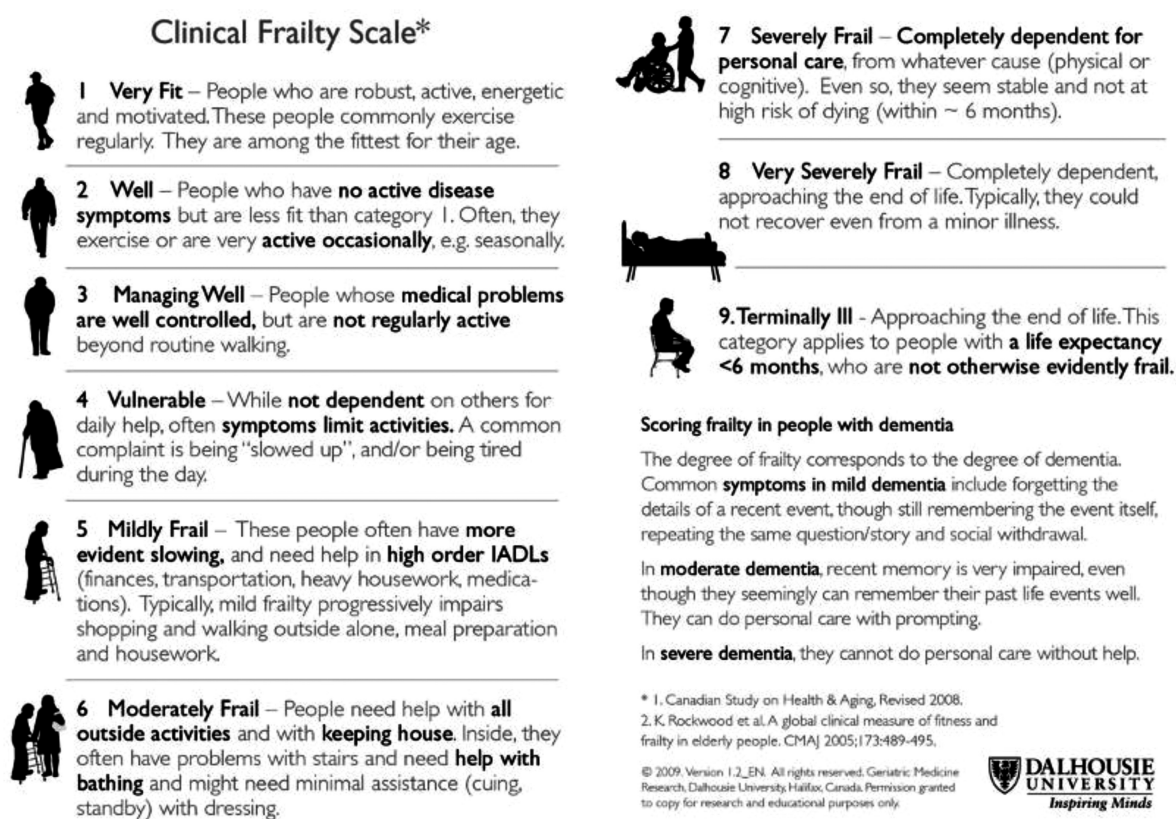 Clinical Frailty Scale*
1 Very Fit – People who are robust, active, energetic
and motivated. These people commonly exercise
regularly. They are among the fittest for their age.
2 Well – People who have no active disease
symptoms but are less fit than category 1. Often, they
exercise or are very active occasionally, e.g. seasonally.
3 Managing Well – People whose medical problems
are well controlled, but are not regularly active
beyond routine walking.
4 Vulnerable – While not dependent on others for
daily help, often symptoms limit activities. A common
complaint is being "slowed up", and/or being tired
during the day.
5 Mildly Frail – These people often have more
evident slowing, and need help in high order IADLs
(finances, transportation, heavy housework, medica-
tions). Typically, mild frailty progressively impairs
shopping and walking outside alone, meal preparation
and housework.
6 Moderately Frail – People need help with all
outside activities and with keeping house. Inside, they
often have problems with stairs and need help with
bathing and might need minimal assistance (cuing,
standby) with dressing.
7 Severely Frail – Completely dependent for
personal care, from whatever cause (physical or
cognitive). Even so, they seem stable and not at
high risk of dying (within ~ 6 months).
8 Very Severely Frail – Completely dependent,
approaching the end of life. Typically, they could
not recover even from a minor illness.
9. Terminally Ill - Approaching the end of life. This
category applies to people with a life expectancy
<6 months, who are not otherwise evidently frail.
Scoring frailty in people with dementia
The degree of frailty corresponds to the degree of dementia.
Common symptoms in mild dementia include forgetting the
details of a recent event, though still remembering the event itself,
repeating the same question/story and social withdrawal.
In moderate dementia, recent memory is very impaired, even
though they seemingly can remember their past life events well.
They can do personal care with prompting.
In severe dementia, they cannot do personal care without help.
* 1. Canadian Study on Health & Aging, Revised 2008.
2. K. Rockwood et al. A global clinical measure of fitness and
frailty in elderly people. CMAJ 2005;173:489-495.
© 2009. Version 1.2_EN. All rights reserved. Geriatric Medicine
Research, Dalhousie University, Halifax, Canada. Permission granted
to copy for research and educational purposes only.
DALHOUSIE
UNIVERSITY
Inspiring Minds